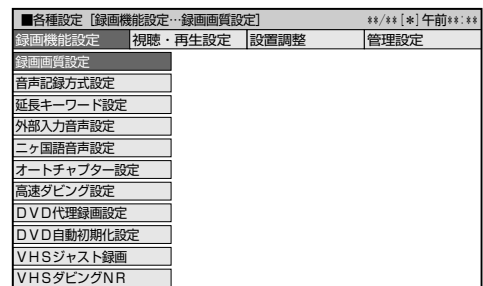 ■各種設定［録画機能設定…録画画質設定］ **/**[*]午前**:**
録画機能設定 視聴・再生設定 設置調整 管理設定
録画画質設定
音声記録方式設定
延長キーワード設定
外部入力音声設定
二ヶ国語音声設定
オートチャプター設定
高速ダビング設定
ＤＶＤ代理録画設定
ＤＶＤ自動初期化設定
ＶＨＳジャスト録画
ＶＨＳダビングＮＲ